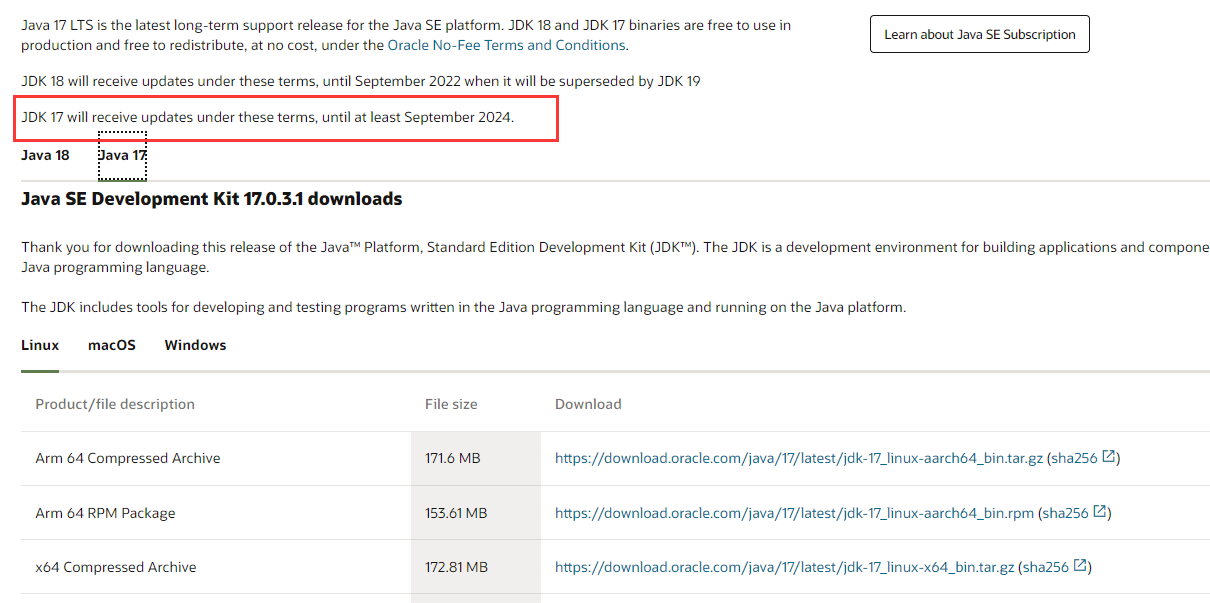 Java 17 LTS is the latest long-term support release for the Java SE platform. JDK 18 and JDK 17 binaries are free to use in
production and free to redistribute, at no cost, under the Oracle No-Fee Terms and Conditions.
Learn about Java SE Subscription
JDK 18 will receive updates under these terms, until September 2022 when it will be superseded by JDK 19
JDK 17 will receive updates under these terms, until at least September 2024.
Java 18 Java 17
Java SE Development Kit 17.0.3.1 downloads
Thank you for downloading this release of the Java™ Platform, Standard Edition Development Kit (JDK™). The JDK is a development environment for building applications and compone
Java programming language.
The JDK includes tools for developing and testing programs written in the Java programming language and running on the Java platform.
Linux macOS Windows
Product/file description File size Download
Arm 64 Compressed Archive 171.6 MB https://download.oracle.com/java/17/latest/jdk-17_linux-aarch64_bin.tar.gz (sha256)
Arm 64 RPM Package 153.61 MB https://download.oracle.com/java/17/latest/jdk-17_linux-aarch64_bin.rpm (sha256)
x64 Compressed Archive 172.81 MB https://download.oracle.com/java/17/latest/jdk-17_linux-x64_bin.tar.gz (sha256)